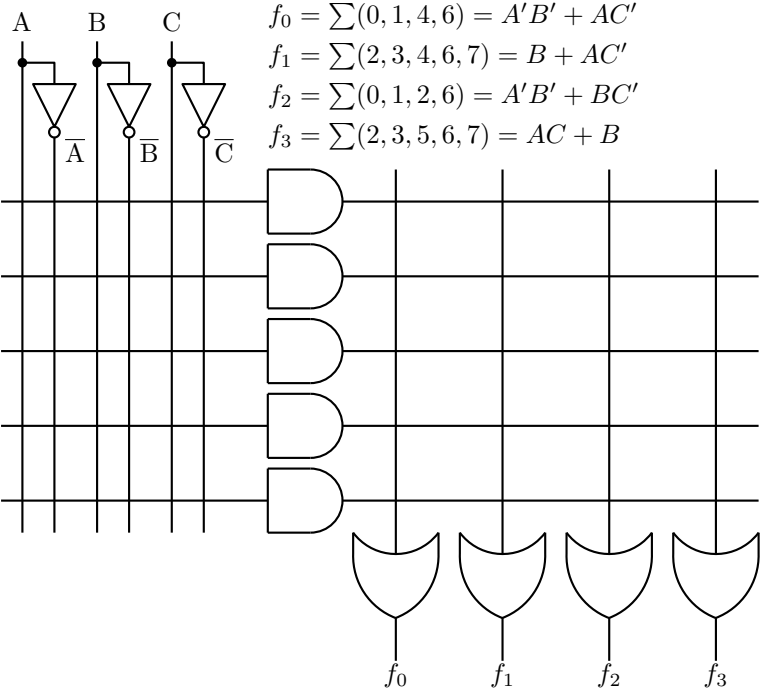 A B C
f₀ = ∑(0, 1, 4, 6) = A′B′ + AC′
f₁ = ∑(2, 3, 4, 6, 7) = B + AC′
f₂ = ∑(0, 1, 2, 6) = A′B′ + BC′
f₃ = ∑(2, 3, 5, 6, 7) = AC + B
A̅ B̅ C̅
f₀ f₁ f₂ f₃